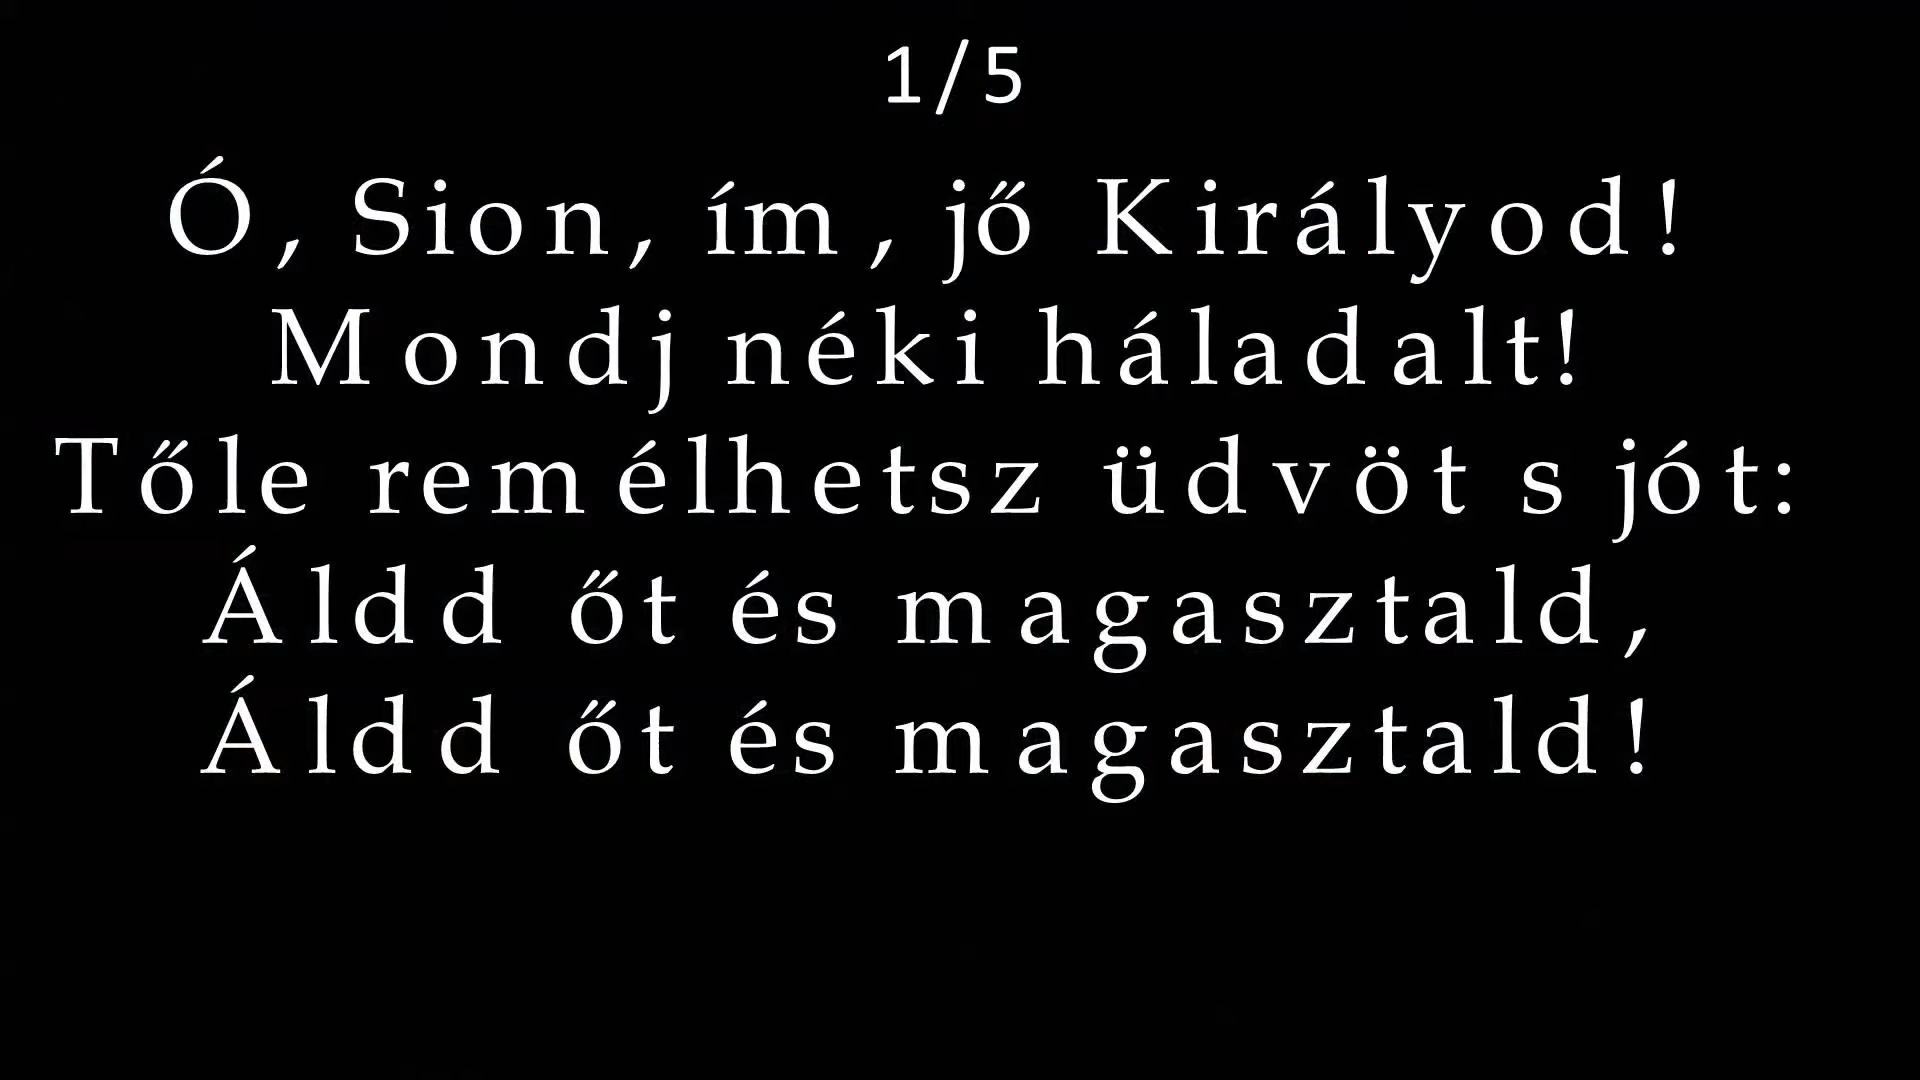 1/5
Ó, Sion, ím, jő Királyod!
Mondj néki háladalt!
Tőle remélhetsz üdvöt s jót:
Áldd őt és magasztald,
Áldd őt és magasztald!